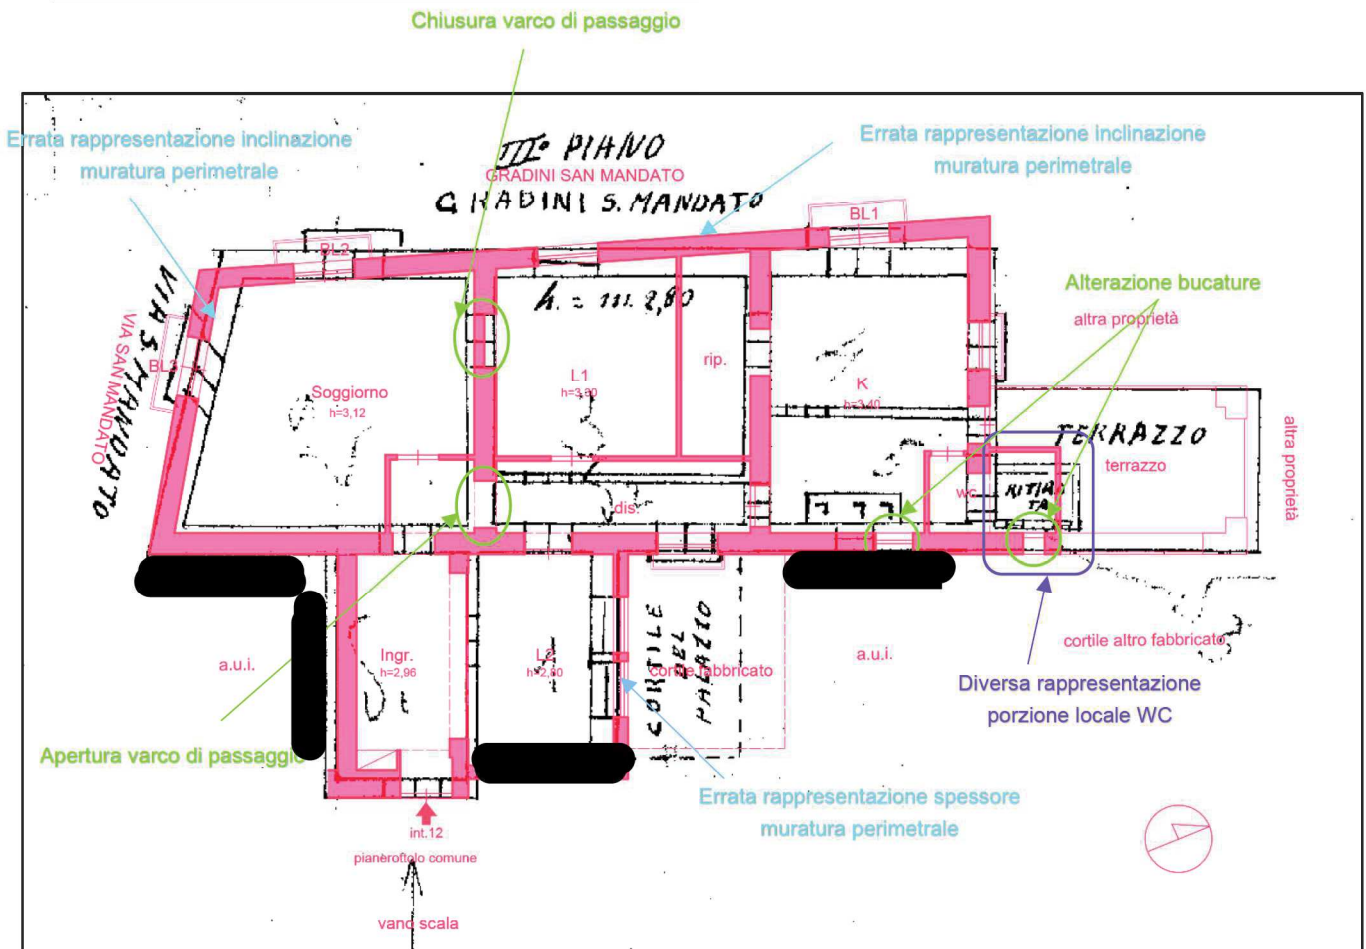 Chiusura varco di passaggio
Errata rappresentazione inclinazione
muratura perimetrale
IIIº PIANO
GRADINI SAN MANDATO
GRADINI S. MANDATO
Errata rappresentazione inclinazione
muratura perimetrale
BL2
BL1
Alterazione bucature
altra proprietà
h. = m. 2,80
VIA S. MANDATO
VIA SAN MANDATO
BL3
Soggiorno
h=3,12
L1
rip.
K
h=3,40
TERRAZZO
terrazzo
altra proprietà
wc
RITIRA
TA
dis.
a.u.i.
Ingr.
h=2,96
L2
h=2,80
CORTILE
DEL
PALAZZO
cortile fabbricato
a.u.i.
cortile altro fabbricato
Diversa rappresentazione
porzione locale WC
Apertura varco di passaggio
Errata rappresentazione spessore
muratura perimetrale
int.12
pianerottolo comune
vano scala